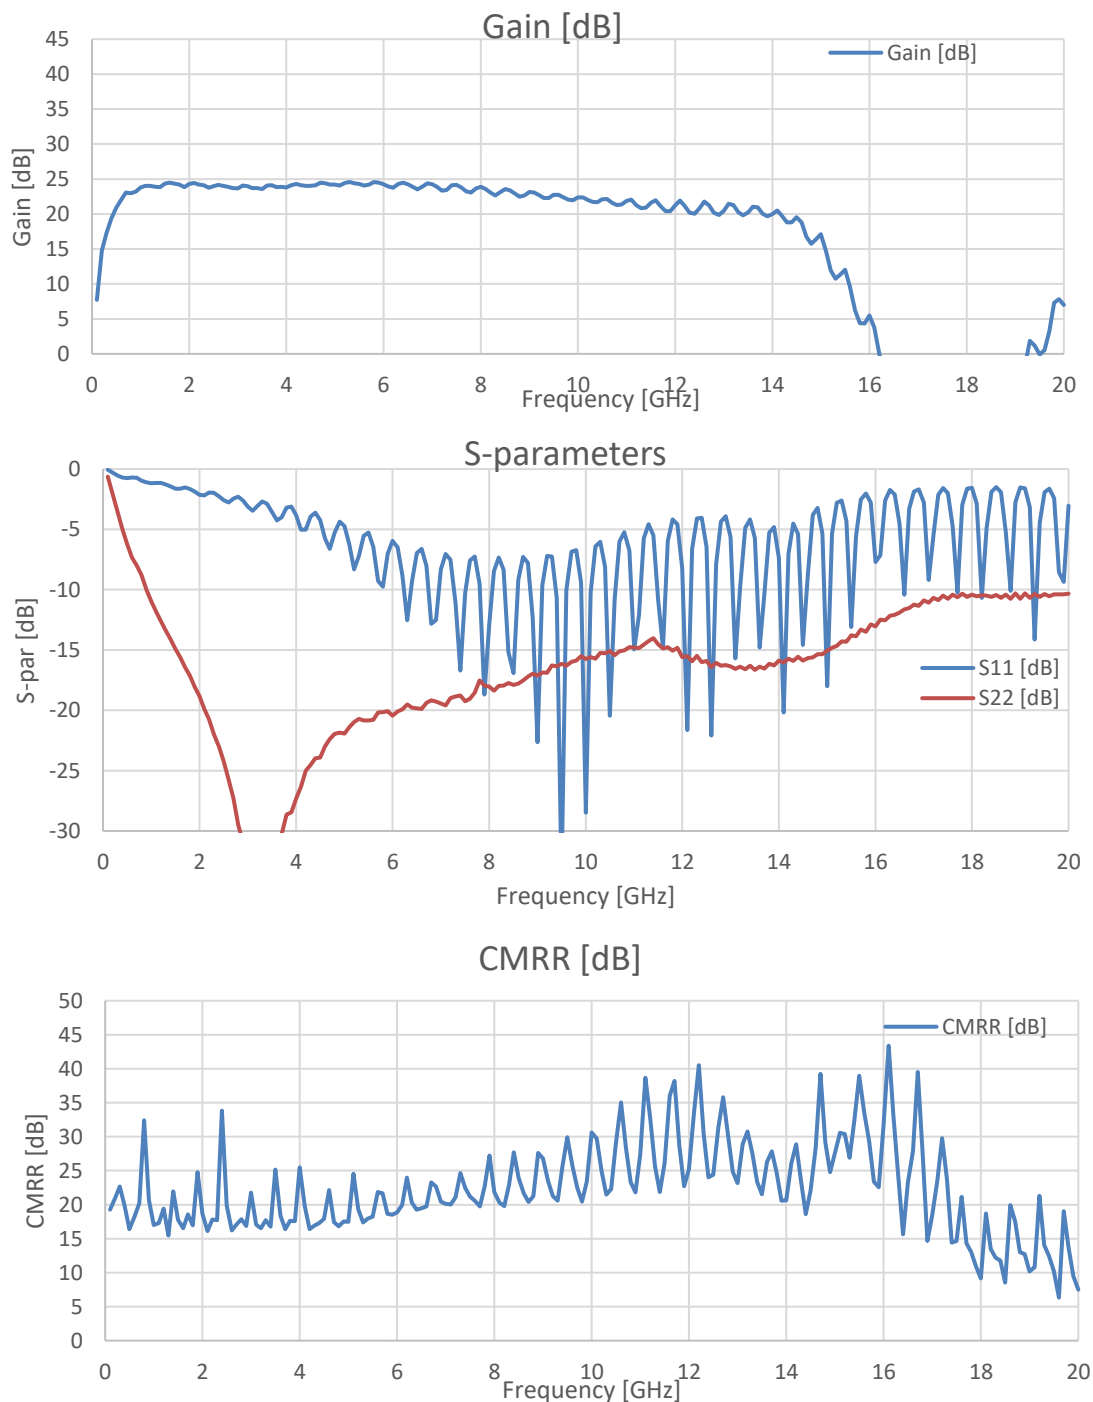 Gain [dB]
45
40
35
30
25
20
15
10
5
0
Gain [dB]
Gain [dB]
0 2 4 6 8 10 12 14 16 18 20
Frequency [GHz]
S-parameters
0
-5
-10
-15
-20
-25
-30
S-par [dB]
S11 [dB]
S22 [dB]
0 2 4 6 8 10 12 14 16 18 20
Frequency [GHz]
CMRR [dB]
50
45
40
35
30
25
20
15
10
5
0
CMRR [dB]
CMRR [dB]
0 2 4 6 8 10 12 14 16 18 20
Frequency [GHz]